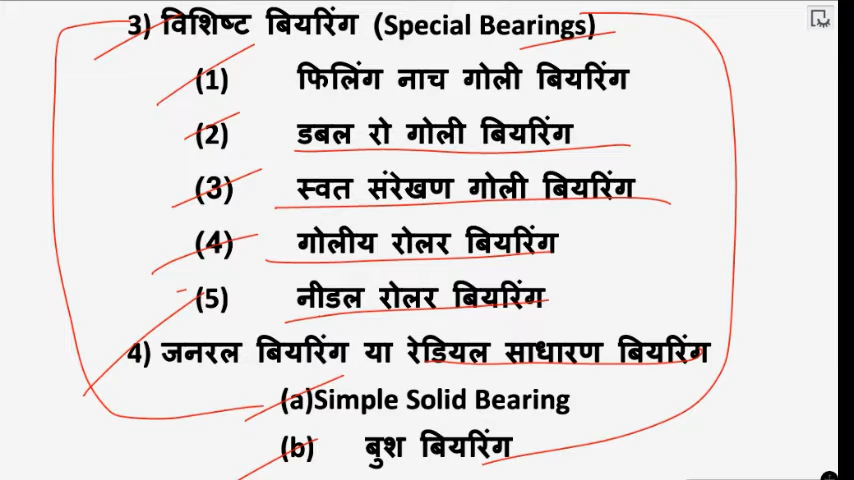 3) विशिष्ट बियरिंग (Special Bearings)
(1) फिलिंग नाच गोली बियरिंग
(2) डबल रो गोली बियरिंग
(3) स्वत संरेखण गोली बियरिंग
(4) गोलीय रोलर बियरिंग
(5) नीडल रोलर बियरिंग
4) जनरल बियरिंग या रेडियल साधारण बियरिंग
(a)Simple Solid Bearing
(b) बुश बियरिंग